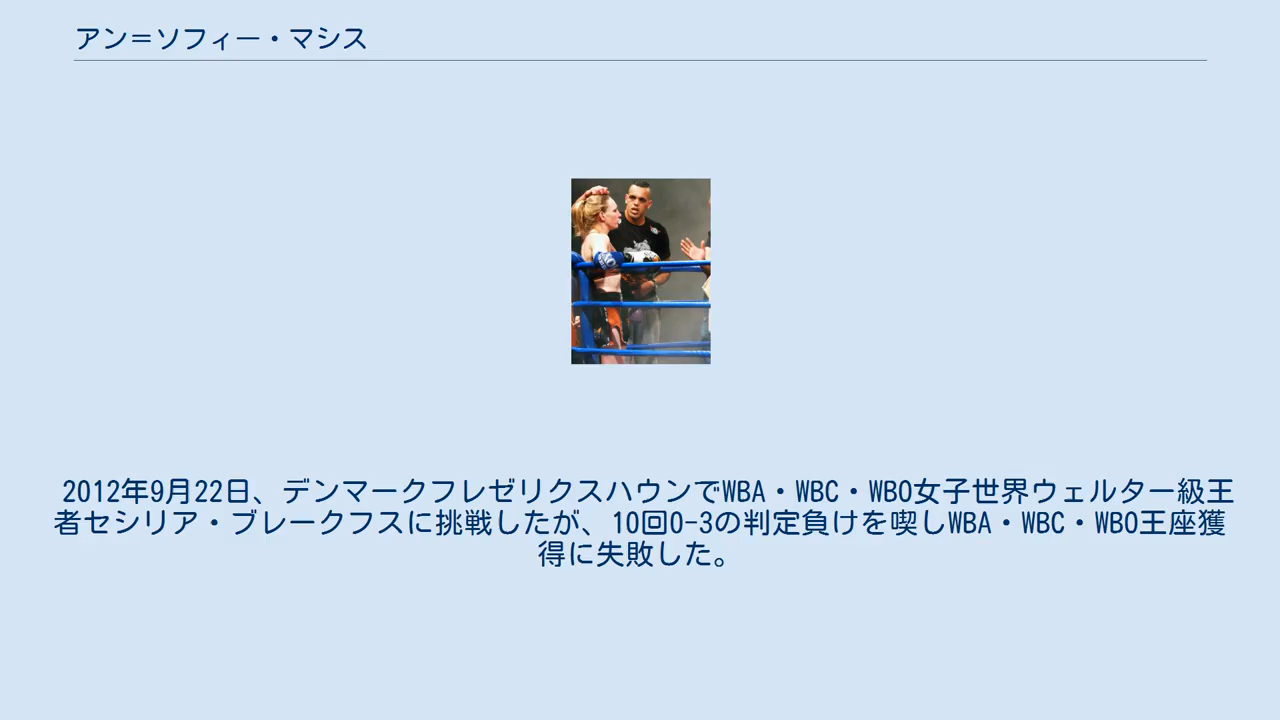 アン＝ソフィー・マシス
2012年9月22日、デンマークフレゼリクスハウンでWBA・WBC・WBO女子世界ウェルター級王
者セシリア・ブレークフスに挑戦したが、10回0-3の判定負けを喫しWBA・WBC・WBO王座獲
得に失敗した。